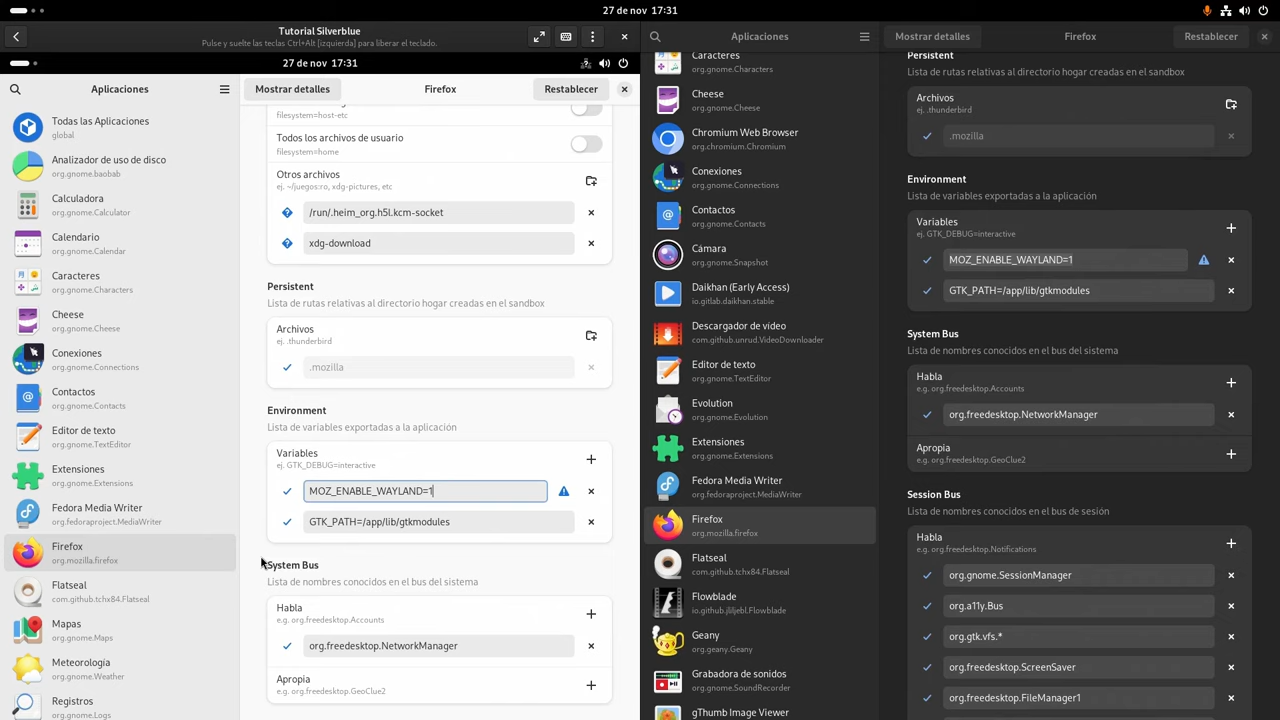 27 de nov 17:31
Tutorial Silverblue
Pulse y suelte las teclas Ctrl+Alt [izquierda] para liberar el teclado.
27 de nov 17:31
Aplicaciones
Todas las Aplicaciones
global
Analizador de uso de disco
org.gnome.baobab
Calculadora
org.gnome.Calculator
Calendario
org.gnome.Calendar
Caracteres
org.gnome.Characters
Cheese
org.gnome.Cheese
Conexiones
org.gnome.Connections
Contactos
org.gnome.Contacts
Editor de texto
org.gnome.TextEditor
Extensiones
org.gnome.Extensions
Fedora Media Writer
org.fedoraproject.MediaWriter
Firefox
org.mozilla.firefox
Flatseal
com.github.tchx84.Flatseal
Mapas
org.gnome.Maps
Meteorología
org.gnome.Weather
Registros
org.gnome.Logs
Mostrar detalles
Firefox
Restablecer
filesystem=host-etc
Todos los archivos de usuario
filesystem=home
Otros archivos
ej. ~/juegos:ro, xdg-pictures, etc
/run/.heim_org.h5l.kcm-socket
xdg-download
Persistent
Lista de rutas relativas al directorio hogar creadas en el sandbox
Archivos
ej. .thunderbird
.mozilla
Environment
Lista de variables exportadas a la aplicación
Variables
ej. GTK_DEBUG=interactive
MOZ_ENABLE_WAYLAND=1
GTK_PATH=/app/lib/gtkmodules
System Bus
Lista de nombres conocidos en el bus del sistema
Habla
e.g. org.freedesktop.Accounts
org.freedesktop.NetworkManager
Apropia
e.g. org.freedesktop.GeoClue2
Aplicaciones
Caracteres
org.gnome.Characters
Cheese
org.gnome.Cheese
Chromium Web Browser
org.chromium.Chromium
Conexiones
org.gnome.Connections
Contactos
org.gnome.Contacts
Cámara
org.gnome.Snapshot
Daikhan (Early Access)
io.gitlab.daikhan.stable
Descargador de vídeo
com.github.unrud.VideoDownloader
Editor de texto
org.gnome.TextEditor
Evolution
org.gnome.Evolution
Extensiones
org.gnome.Extensions
Fedora Media Writer
org.fedoraproject.MediaWriter
Firefox
org.mozilla.firefox
Flatseal
com.github.tchx84.Flatseal
Flowblade
io.github.jliljebl.Flowblade
Geany
org.geany.Geany
Grabadora de sonidos
org.gnome.SoundRecorder
gThumb Image Viewer
Mostrar detalles
Firefox
Restablecer
Persistent
Lista de rutas relativas al directorio hogar creadas en el sandbox
Archivos
ej. .thunderbird
.mozilla
Environment
Lista de variables exportadas a la aplicación
Variables
ej. GTK_DEBUG=interactive
MOZ_ENABLE_WAYLAND=1
GTK_PATH=/app/lib/gtkmodules
System Bus
Lista de nombres conocidos en el bus del sistema
Habla
e.g. org.freedesktop.Accounts
org.freedesktop.NetworkManager
Apropia
e.g. org.freedesktop.GeoClue2
Session Bus
Lista de nombres conocidos en el bus de sesión
Habla
e.g. org.freedesktop.Notifications
org.gnome.SessionManager
org.a11y.Bus
org.gtk.vfs.*
org.freedesktop.ScreenSaver
org.freedesktop.FileManager1